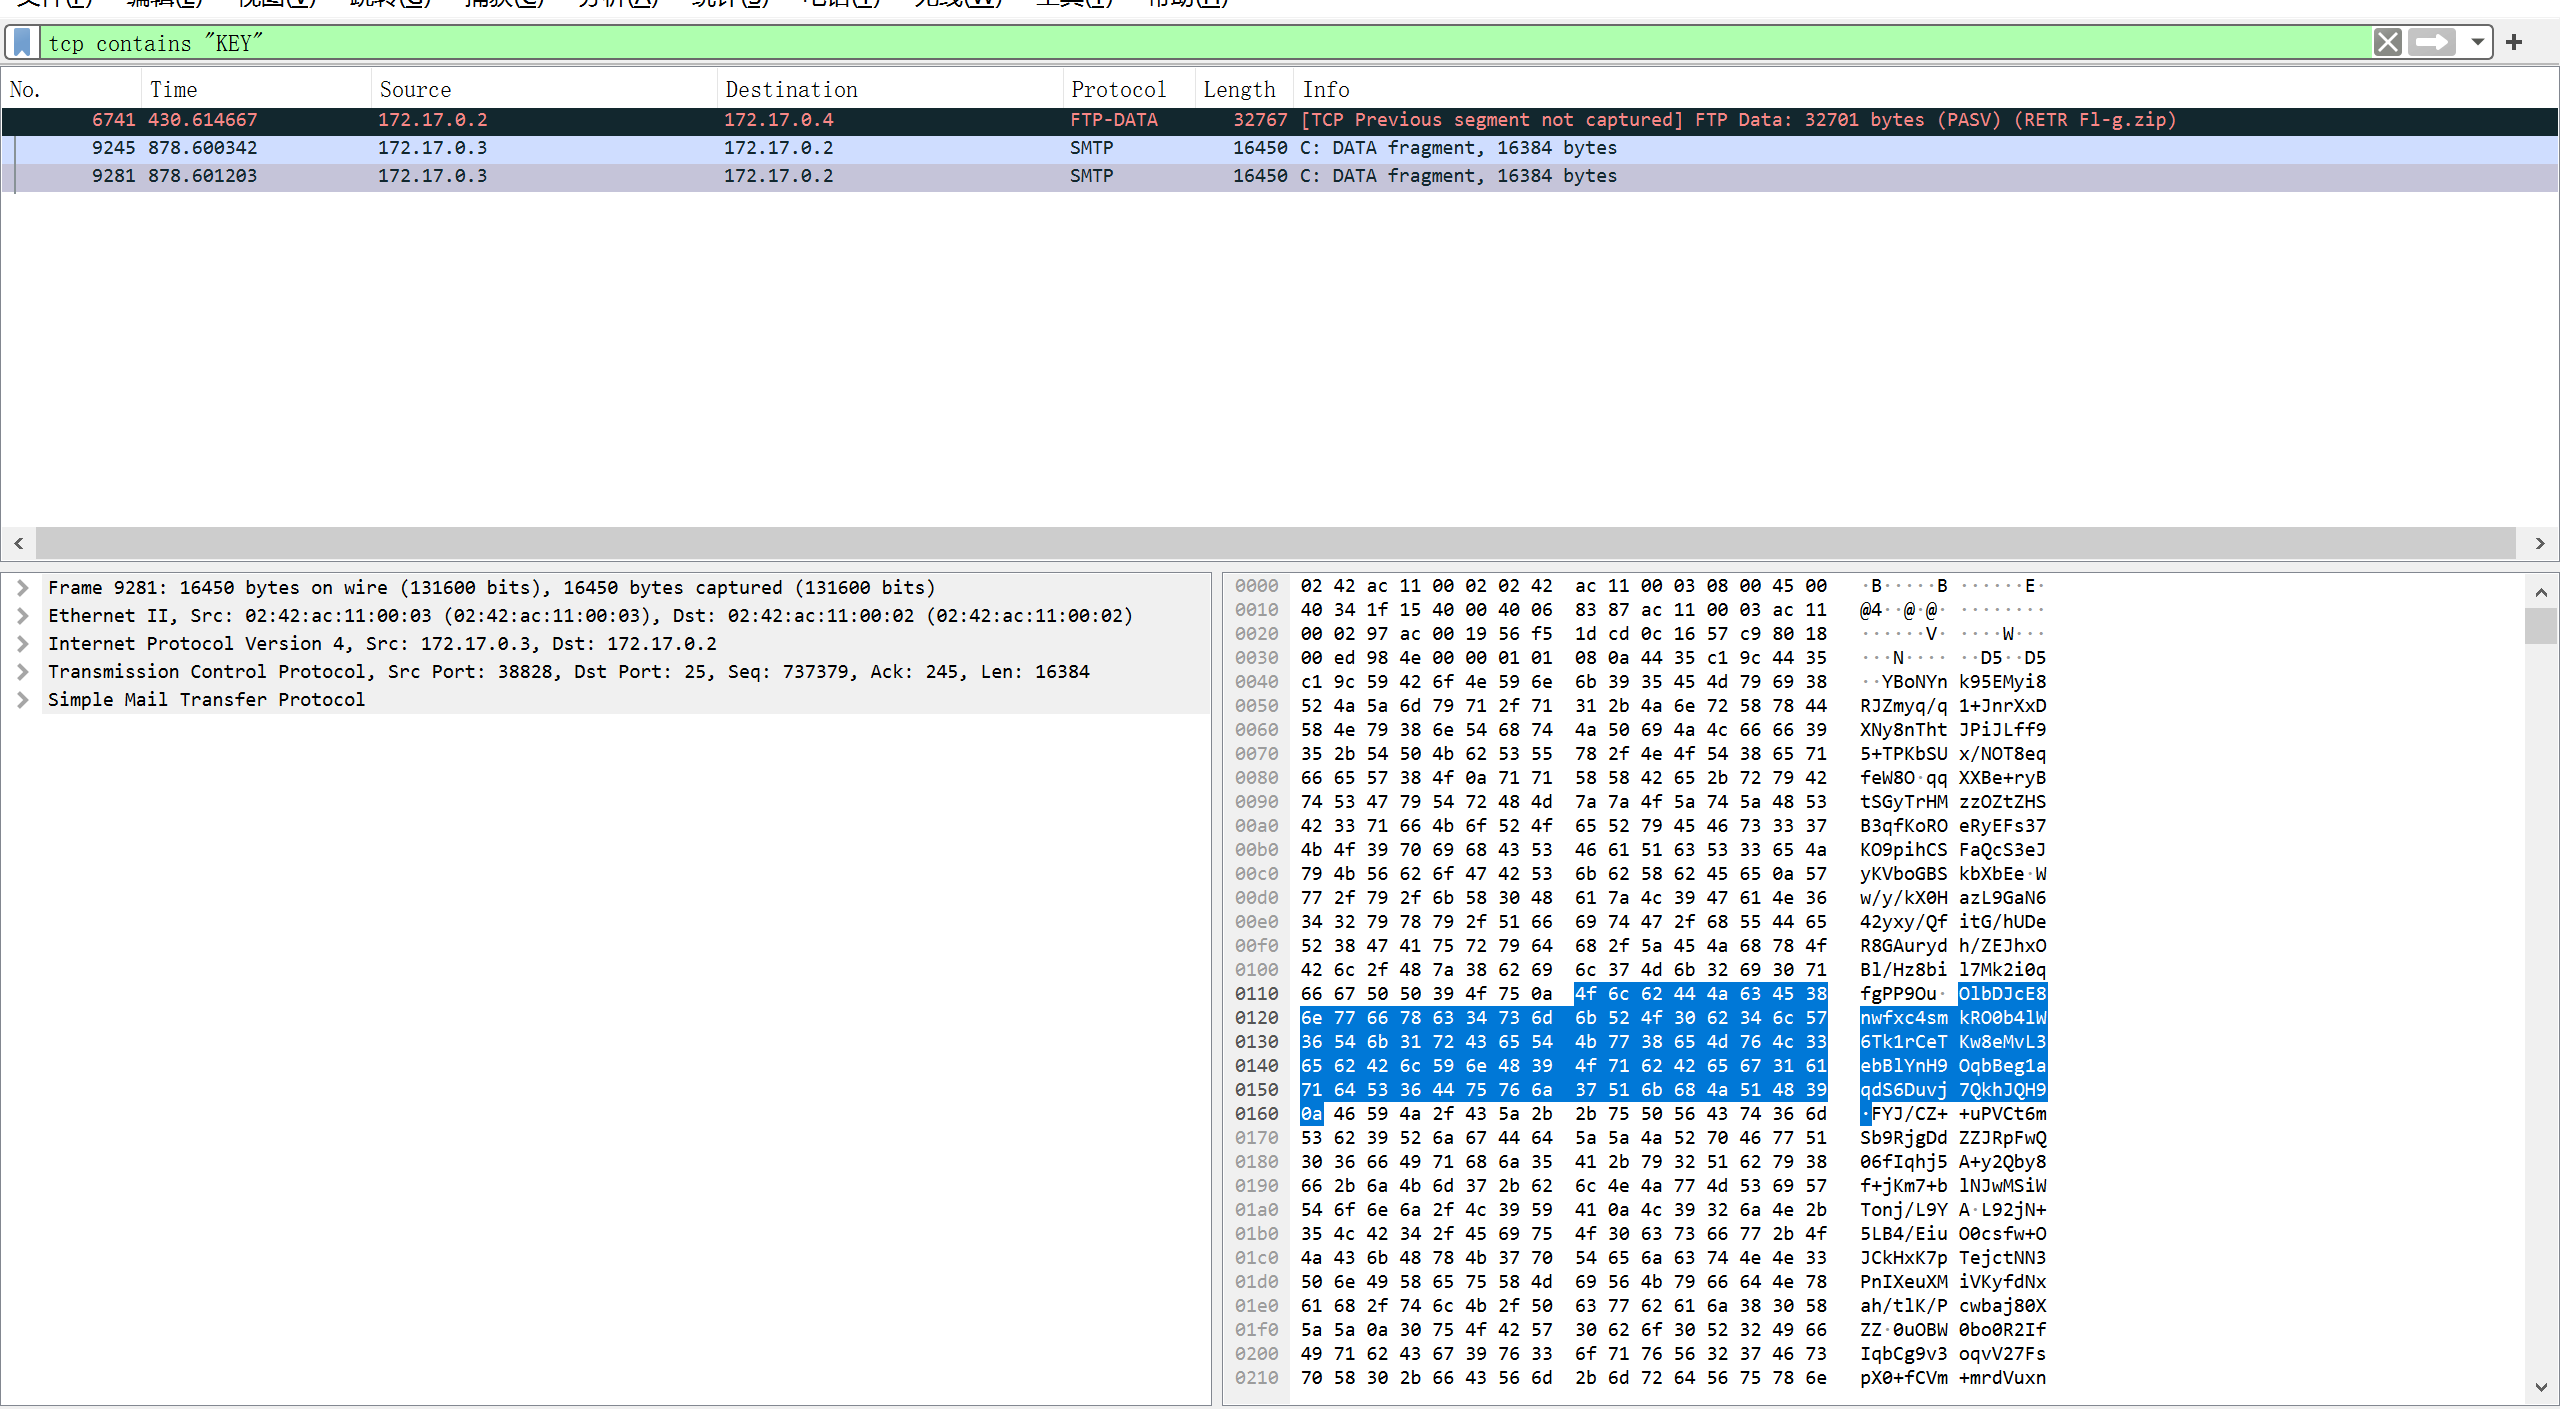 文件(F) 编辑(E) 视图(V) 跳转(G) 捕获(C) 分析(A) 统计(S) 电话(Y) 无线(W) 工具(T) 帮助(H)
tcp contains "KEY"
No. Time Source Destination Protocol Length Info
6741 430.614667 172.17.0.2 172.17.0.4 FTP-DATA 32767 [TCP Previous segment not captured] FTP Data: 32701 bytes (PASV) (RETR Fl-g.zip)
9245 878.600342 172.17.0.3 172.17.0.2 SMTP 16450 C: DATA fragment, 16384 bytes
9281 878.601203 172.17.0.3 172.17.0.2 SMTP 16450 C: DATA fragment, 16384 bytes
Frame 9281: 16450 bytes on wire (131600 bits), 16450 bytes captured (131600 bits)
Ethernet II, Src: 02:42:ac:11:00:03 (02:42:ac:11:00:03), Dst: 02:42:ac:11:00:02 (02:42:ac:11:00:02)
Internet Protocol Version 4, Src: 172.17.0.3, Dst: 172.17.0.2
Transmission Control Protocol, Src Port: 38828, Dst Port: 25, Seq: 737379, Ack: 245, Len: 16384
Simple Mail Transfer Protocol
0000 02 42 ac 11 00 02 02 42 ac 11 00 03 08 00 45 00 ·B·····B ······E·
0010 40 34 1f 15 40 00 40 06 83 87 ac 11 00 03 ac 11 @4··@·@· ········
0020 00 02 97 ac 00 19 56 f5 1d cd 0c 16 57 c9 80 18 ······V· ····W···
0030 00 ed 98 4e 00 00 01 01 08 0a 44 35 c1 9c 44 35 ···N···· ··D5··D5
0040 c1 9c 59 42 6f 4e 59 6e 6b 39 35 45 4d 79 69 38 ··YBoNYn k95EMyi8
0050 52 4a 5a 6d 79 71 2f 71 31 2b 4a 6e 72 58 78 44 RJZmyq/q 1+JnrXxD
0060 58 4e 79 38 6e 54 68 74 4a 50 69 4a 4c 66 66 39 XNy8nTht JPiJLff9
0070 35 2b 54 50 4b 62 53 55 78 2f 4e 4f 54 38 65 71 5+TPKbSU x/NOT8eq
0080 66 65 57 38 4f 0a 71 71 58 58 42 65 2b 72 79 42 feW8O·qq XXBe+ryB
0090 74 53 47 79 54 72 48 4d 7a 7a 4f 5a 74 5a 48 53 tSGyTrHM zzOZtZHS
00a0 42 33 71 66 4b 6f 52 4f 65 52 79 45 46 73 33 37 B3qfKoRO eRyEFs37
00b0 4b 4f 39 70 69 68 43 53 46 61 51 63 53 33 65 4a KO9pihCS FaQcS3eJ
00c0 79 4b 56 62 6f 47 42 53 6b 62 58 62 45 65 0a 57 yKVboGBS kbXbEe·W
00d0 77 2f 79 2f 6b 58 30 48 61 7a 4c 39 47 61 4e 36 w/y/kX0H azL9GaN6
00e0 34 32 79 78 79 2f 51 66 69 74 47 2f 68 55 44 65 42yxy/Qf itG/hUDe
00f0 52 38 47 41 75 72 79 64 68 2f 5a 45 4a 68 78 4f R8GAuryd h/ZEJhxO
0100 42 6c 2f 48 7a 38 62 69 6c 37 4d 6b 32 69 30 71 Bl/Hz8bi l7Mk2i0q
0110 66 67 50 50 39 4f 75 0a 4f 6c 62 44 4a 63 45 38 fgPP9Ou· OlbDJcE8
0120 6e 77 66 78 63 34 73 6d 6b 52 4f 30 62 34 6c 57 nwfxc4sm kRO0b4lW
0130 36 54 6b 31 72 43 65 54 4b 77 38 65 4d 76 4c 33 6Tk1rCeT Kw8eMvL3
0140 65 62 42 6c 59 6e 48 39 4f 71 62 42 65 67 31 61 ebBlYnH9 OqbBeg1a
0150 71 64 53 36 44 75 76 6a 37 51 6b 68 4a 51 48 39 qdS6Duvj 7QkhJQH9
0160 0a 46 59 4a 2f 43 5a 2b 2b 75 50 56 43 74 36 6d ·FYJ/CZ+ +uPVCt6m
0170 53 62 39 52 6a 67 44 64 5a 5a 4a 52 70 46 77 51 Sb9RjgDd ZZJRpFwQ
0180 30 36 66 49 71 68 6a 35 41 2b 79 32 51 62 79 38 06fIqhj5 A+y2Qby8
0190 66 2b 6a 4b 6d 37 2b 62 6c 4e 4a 77 4d 53 69 57 f+jKm7+b lNJwMSiW
01a0 54 6f 6e 6a 2f 4c 39 59 41 0a 4c 39 32 6a 4e 2b Tonj/L9Y A·L92jN+
01b0 35 4c 42 34 2f 45 69 75 4f 30 63 73 66 77 2b 4f 5LB4/Eiu O0csfw+O
01c0 4a 43 6b 48 78 4b 37 70 54 65 6a 63 74 4e 4e 33 JCkHxK7p TejctNN3
01d0 50 6e 49 58 65 75 58 4d 69 56 4b 79 66 64 4e 78 PnIXeuXM iVKyfdNx
01e0 61 68 2f 74 6c 4b 2f 50 63 77 62 61 6a 38 30 58 ah/tlK/P cwbaj80X
01f0 5a 5a 0a 30 75 4f 42 57 30 62 6f 30 52 32 49 66 ZZ·0uOBW 0bo0R2If
0200 49 71 62 43 67 39 76 33 6f 71 76 56 32 37 46 73 IqbCg9v3 oqvV27Fs
0210 70 58 30 2b 66 43 56 6d 2b 6d 72 64 56 75 78 6e pX0+fCVm +mrdVuxn